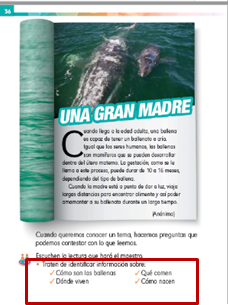 36
UNA GRAN MADRE
Cuando llega a la edad adulta, una ballena
es capaz de tener un ballenato o cría.
Igual que los seres humanos, las ballenas
son mamíferos que se pueden desarrollar
dentro del útero materno. La gestación, como se le
llama a este proceso, puede durar de 10 a 16 meses,
dependiendo del tipo de ballena.
Cuando la madre está a punto de dar a luz, viaja
largas distancias para encontrar alimento y así poder
amamantar a su ballenato durante un largo tiempo.
(Anónimo)
Cuando queremos conocer un tema, hacemos preguntas que
podemos contestar con lo que leemos.
Escuchen la lectura que hará el maestro.
• Traten de identificar información sobre:
✓ Cómo son las ballenas ✓ Qué comen
✓ Dónde viven ✓ Cómo nacen